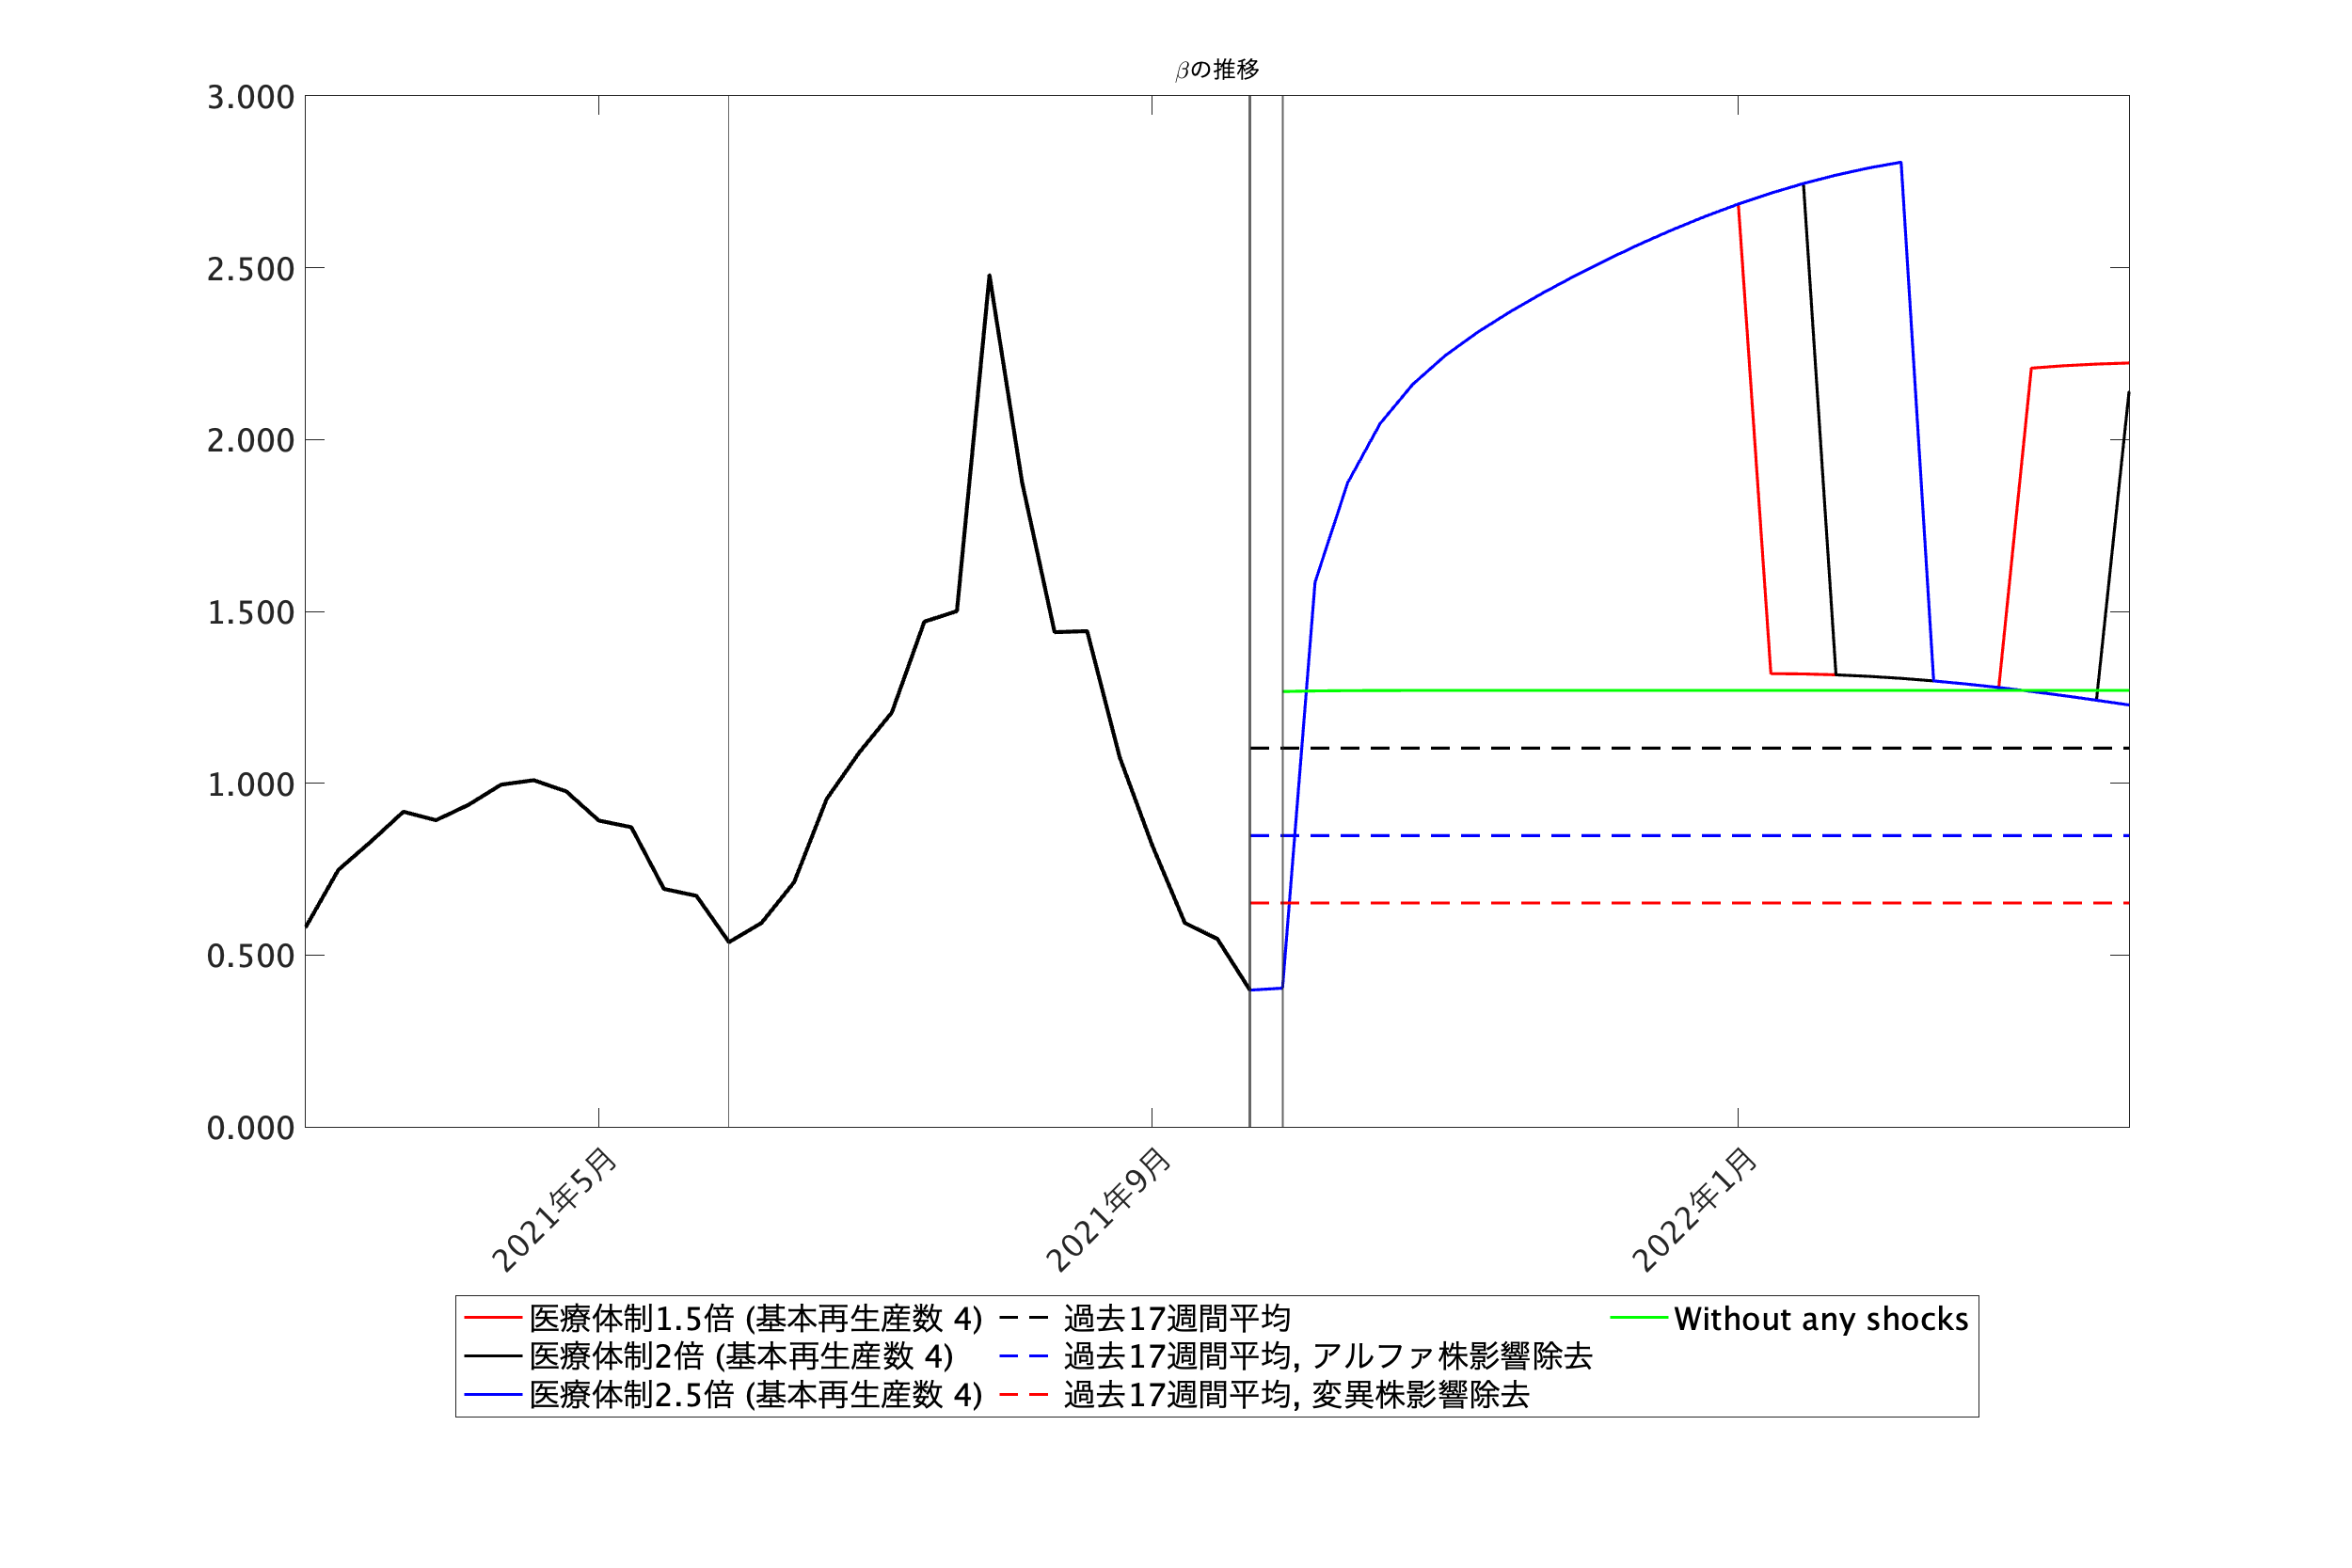 βの推移
3.000
2.500
2.000
1.500
1.000
0.500
0.000
2021年5月
2021年9月
2022年1月
医療体制1.5倍 (基本再生産数 4)
医療体制2倍 (基本再生産数 4)
医療体制2.5倍 (基本再生産数 4)
過去17週間平均
過去17週間平均, アルファ株影響除去
過去17週間平均, 変異株影響除去
Without any shocks